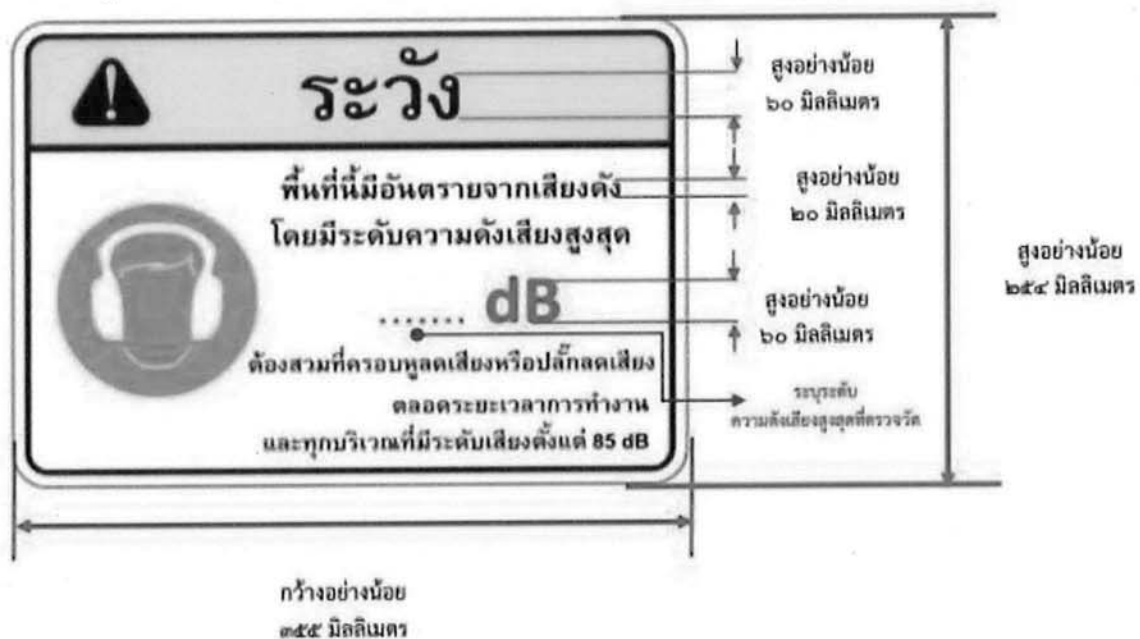 ระวัง
พื้นที่นี้มีอันตรายจากเสียงดัง
โดยมีระดับความดังเสียงสูงสุด
....... dB
ต้องสวมที่ครอบหูลดเสียงหรือปลั๊กลดเสียง
ตลอดระยะเวลาการทำงาน
และทุกบริเวณที่มีระดับเสียงตั้งแต่ 85 dB
สูงอย่างน้อย
๖๐ มิลลิเมตร
สูงอย่างน้อย
๒๐ มิลลิเมตร
สูงอย่างน้อย
๖๐ มิลลิเมตร
ระบุระดับ
ความดังเสียงสูงสุดที่ตรวจวัด
สูงอย่างน้อย
๒๕๔ มิลลิเมตร
กว้างอย่างน้อย
๓๕๕ มิลลิเมตร